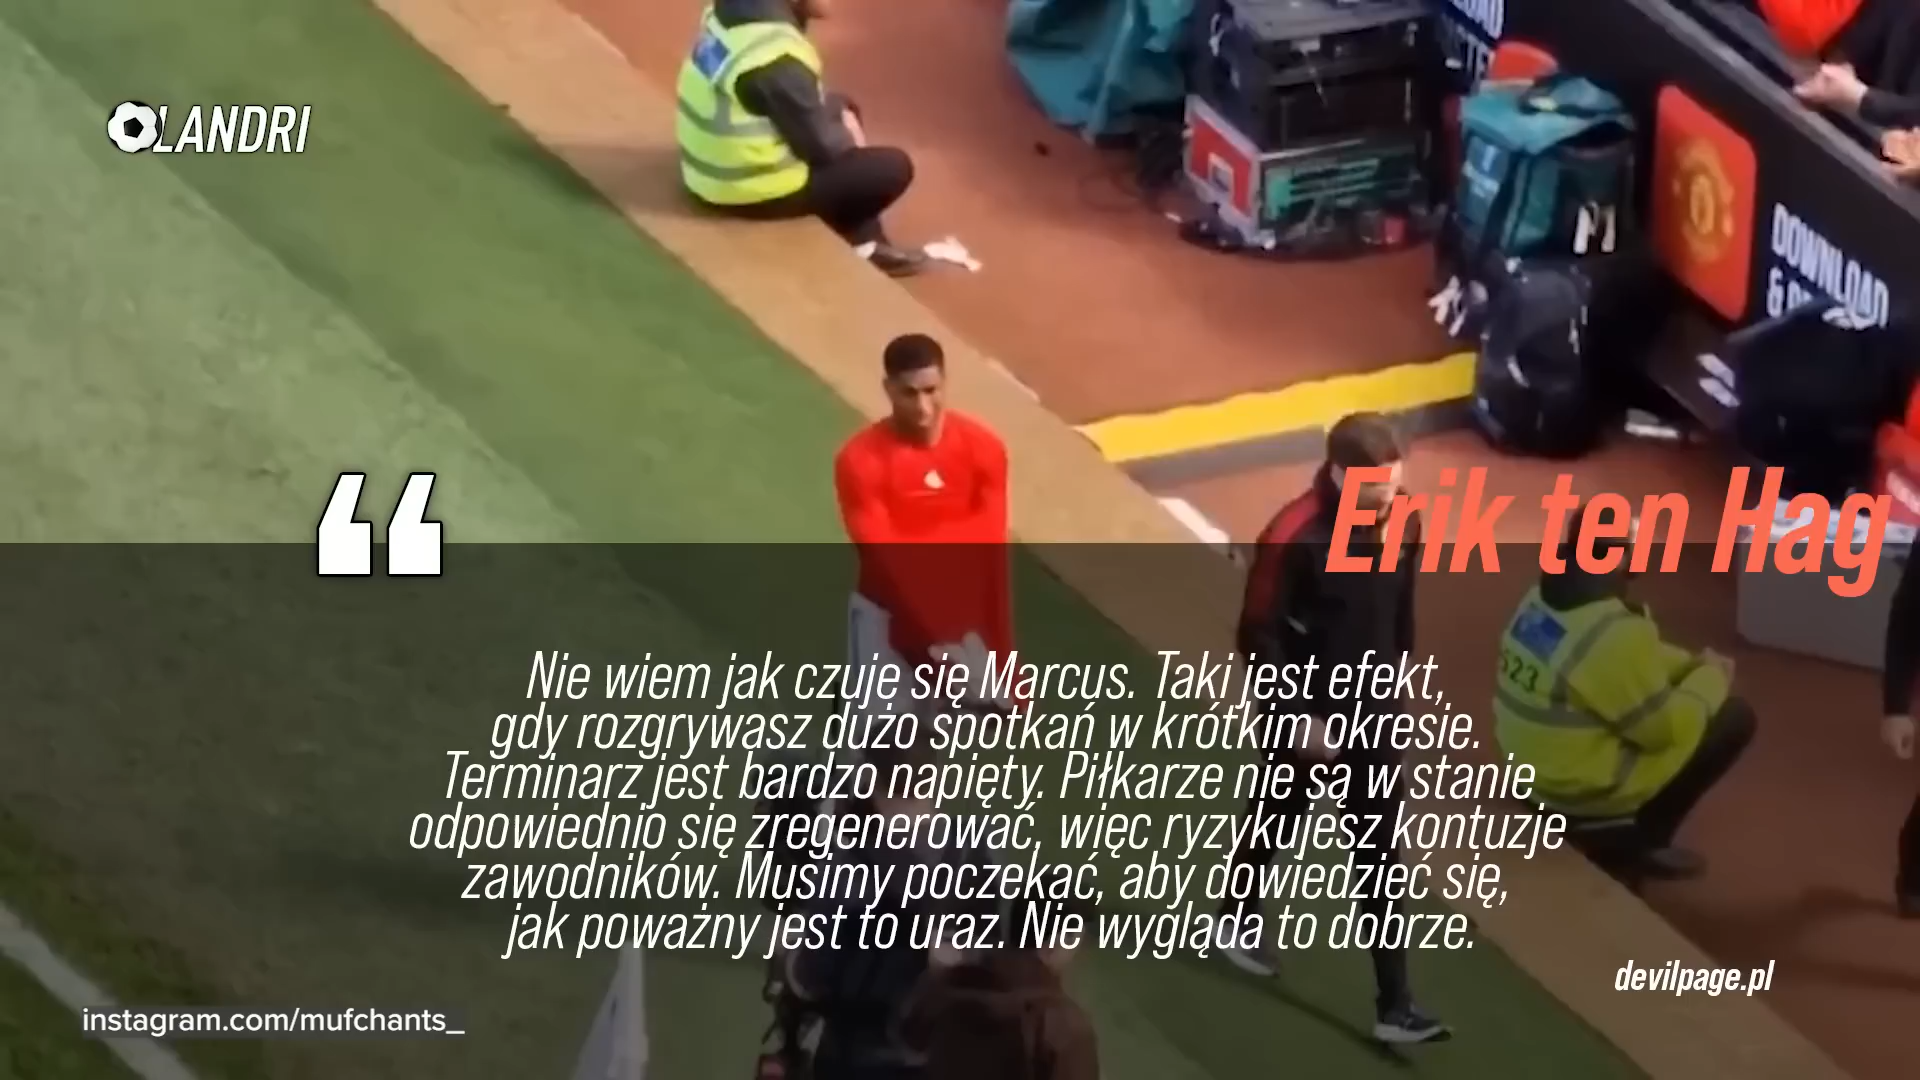 LANDRI
DOWNLOAD
Erik ten Hag
Nie wiem jak czuje się Marcus. Taki jest efekt,
gdy rozgrywasz dużo spotkań w krótkim okresie.
Terminarz jest bardzo napięty. Piłkarze nie są w stanie
odpowiednio się zregenerować, więc ryzykujesz kontuzje
zawodników. Musimy poczekać, aby dowiedzieć się,
jak poważny jest to uraz. Nie wygląda to dobrze.
523
devilpage.pl
instagram.com/mufchants_